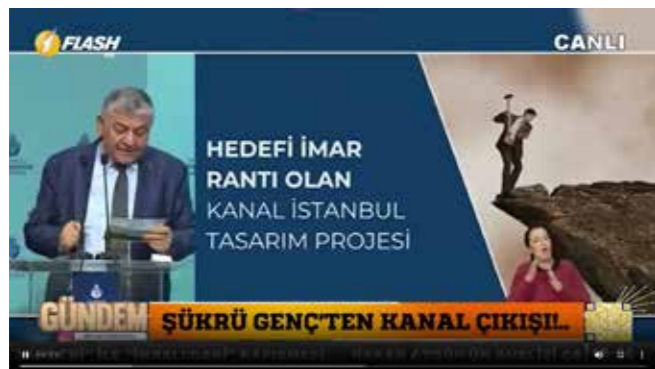 FLASH
CANLI
HEDEFİ İMAR
RANTI OLAN
KANAL İSTANBUL
TASARIM PROJESİ
GÜNDEM
ŞÜKRÜ GENÇ'TEN KANAL ÇIKIŞI!..